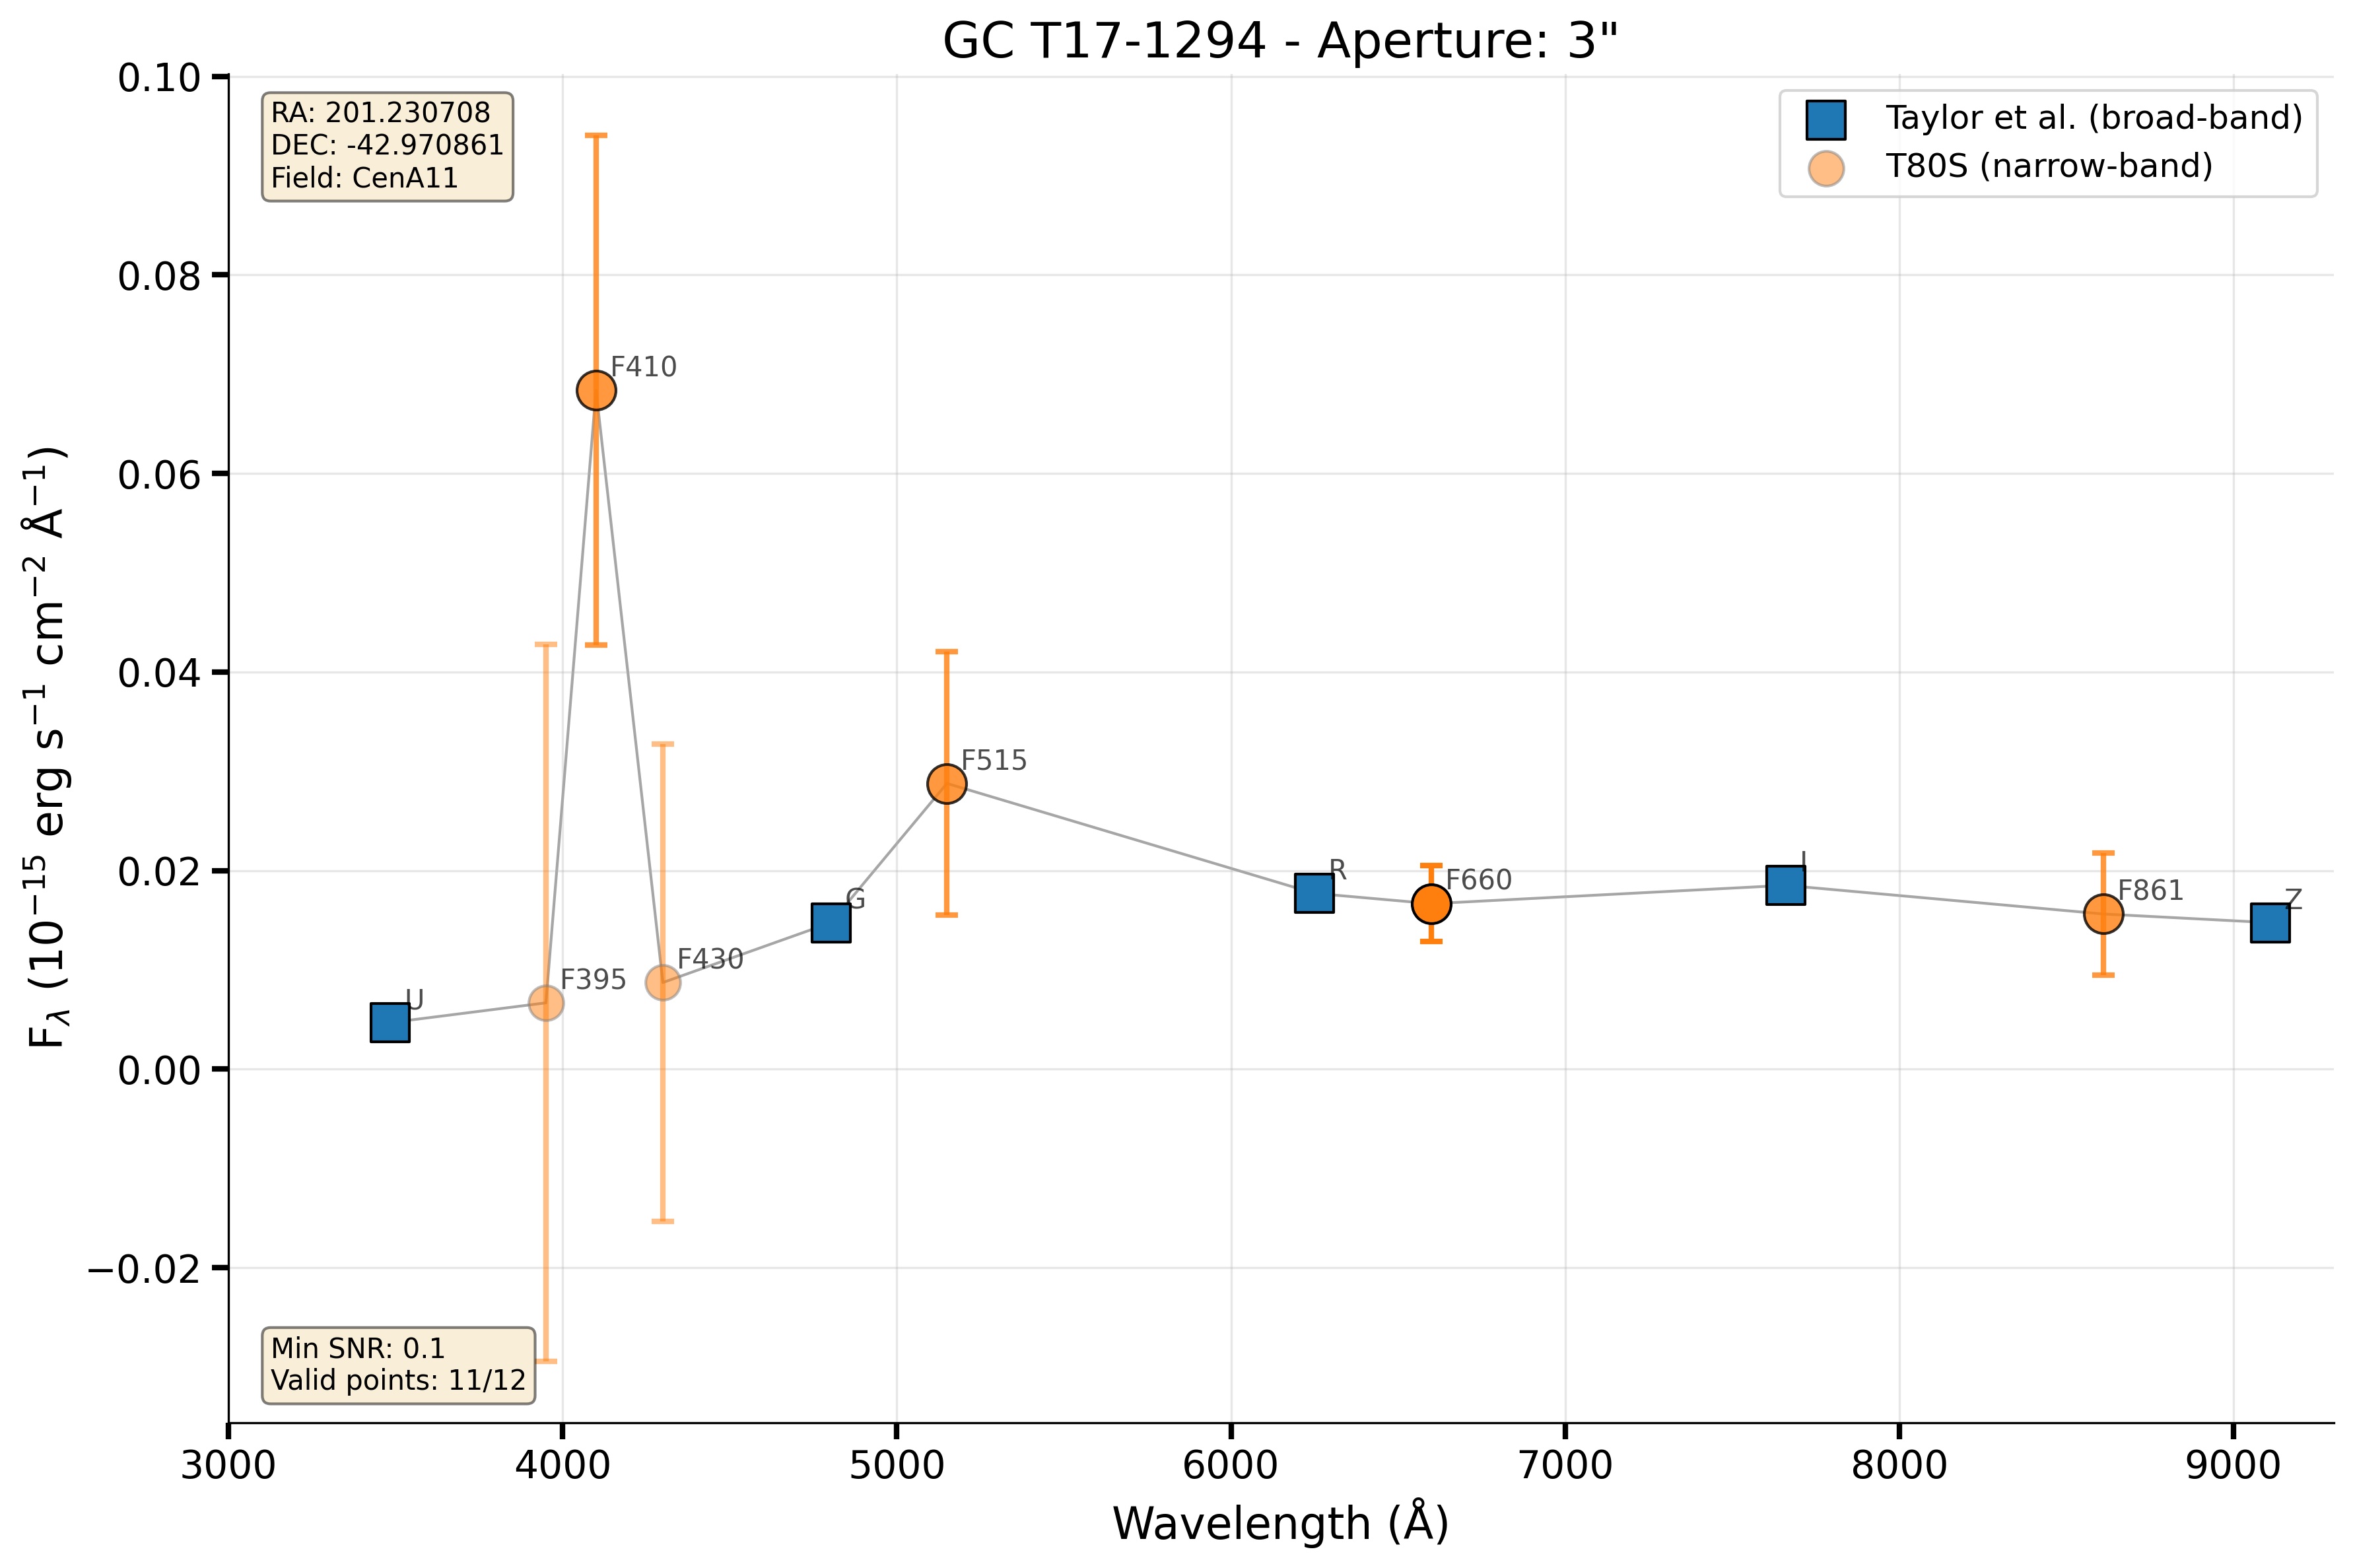 GC T17-1294 - Aperture: 3"
RA: 201.230708
DEC: -42.970861
Field: CenA11
Taylor et al. (broad-band)
T80S (narrow-band)
0.10
0.08
0.06
0.04
0.02
0.00
−0.02
F_λ (10⁻¹⁵ erg s⁻¹ cm⁻² Å⁻¹)
U
F395
F410
F430
G
F515
R
F660
I
F861
Z
Min SNR: 0.1
Valid points: 11/12
3000 4000 5000 6000 7000 8000 9000
Wavelength (Å)